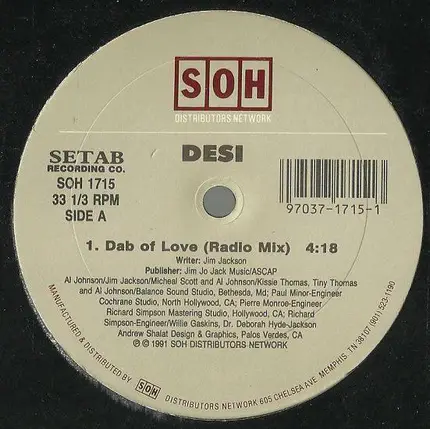 SOH
DISTRIBUTORS NETWORK
SETAB
RECORDING CO.
SOH 1715
33 1/3 RPM
SIDE A
DESI
97037-1715-1
1. Dab of Love (Radio Mix) 4:18
Writer: Jim Jackson
Publisher: Jim Jo Jack Music/ASCAP
Al Johnson/Jim Jackson/Micheal Scott and Al Johnson/Kissie Thomas, Tiny Thomas
and Al Johnson/Balance Sound Studio, Bethesda, Md; Paul Minor-Engineer
Cochrane Studio, North Hollywood, CA; Pierre Monroe-Engineer
Richard Simpson Mastering Studio, Hollywood, CA; Richard
Simpson-Engineer/Willie Gaskins, Dr. Deborah Hyde-Jackson
Andrew Shalat Design & Graphics, Palos Verdes, CA
℗ © 1991 SOH DISTRIBUTORS NETWORK
MANUFACTURED & DISTRIBUTED BY SOH DISTRIBUTORS NETWORK 605 CHELSEA AVE. MEMPHIS, TN 38107 (901) 523-1190